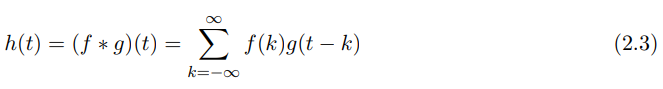 h(t) = (f ∗ g)(t) = ∑_{k=−∞}^{∞} f(k)g(t − k) (2.3)